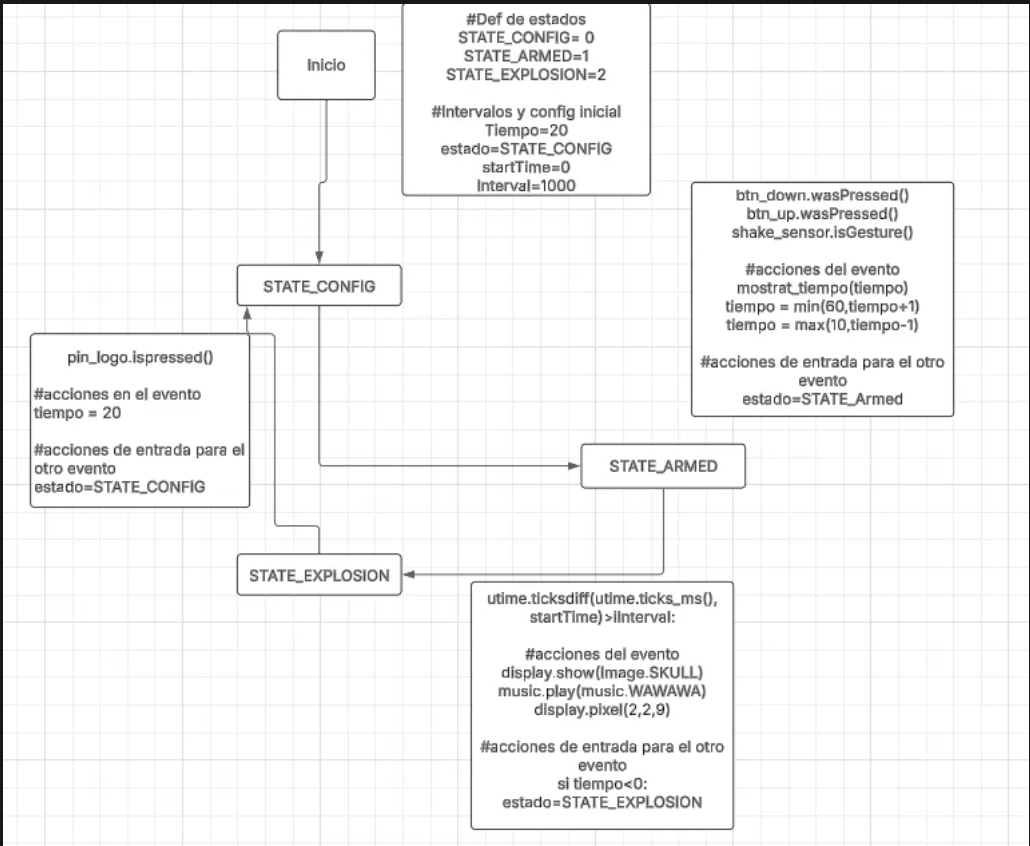 Inicio
#Def de estados
STATE_CONFIG= 0
STATE_ARMED=1
STATE_EXPLOSION=2
#Intervalos y config inicial
Tiempo=20
estado=STATE_CONFIG
startTime=0
Interval=1000
btn_down.wasPressed()
btn_up.wasPressed()
shake_sensor.isGesture()
#acciones del evento
mostrat_tiempo(tiempo)
tiempo = min(60,tiempo+1)
tiempo = max(10,tiempo-1)
#acciones de entrada para el otro
evento
estado=STATE_Armed
STATE_CONFIG
pin_logo.ispressed()
#acciones en el evento
tiempo = 20
#acciones de entrada para el
otro evento
estado=STATE_CONFIG
STATE_ARMED
STATE_EXPLOSION
utime.ticksdiff(utime.ticks_ms(),
startTime)>iInterval:
#acciones del evento
display.show(Image.SKULL)
music.play(music.WAWAWA)
display.pixel(2,2,9)
#acciones de entrada para el otro
evento
si tiempo<0:
estado=STATE_EXPLOSION